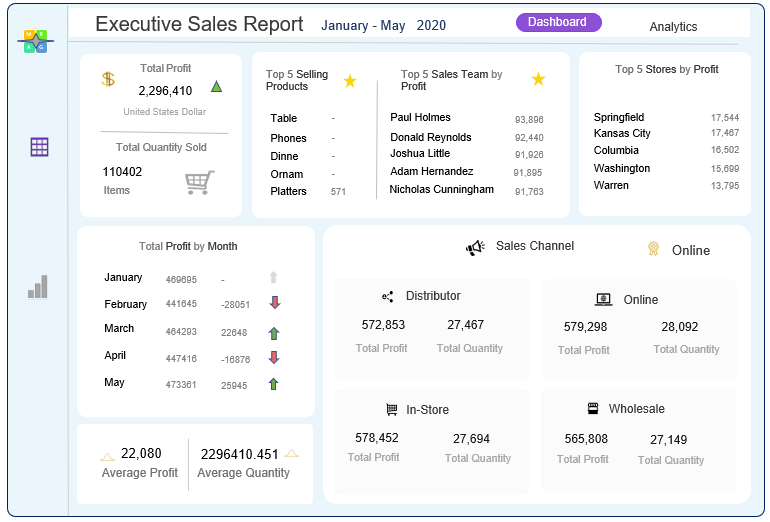 Executive Sales Report January - May 2020 Dashboard Analytics
Total Profit
2,296,410
United States Dollar
Total Quantity Sold
110402
Items
Top 5 Selling
Products
Table -
Phones -
Dinne -
Ornam -
Platters 571
Top 5 Sales Team by
Profit
Paul Holmes 93,896
Donald Reynolds 92,440
Joshua Little 91,926
Adam Hernandez 91,895
Nicholas Cunningham 91,763
Top 5 Stores by Profit
Springfield 17,544
Kansas City 17,467
Columbia 16,502
Washington 15,699
Warren 13,795
Total Profit by Month
January 469695 -
February 441645 -28051
March 464293 22648
April 447416 -16876
May 473361 25945
22,080
Average Profit
2296410.451
Average Quantity
Sales Channel Online
Distributor
572,853 27,467
Total Profit Total Quantity
Online
579,298 28,092
Total Profit Total Quantity
In-Store
578,452 27,694
Total Profit Total Quantity
Wholesale
565,808 27,149
Total Profit Total Quantity